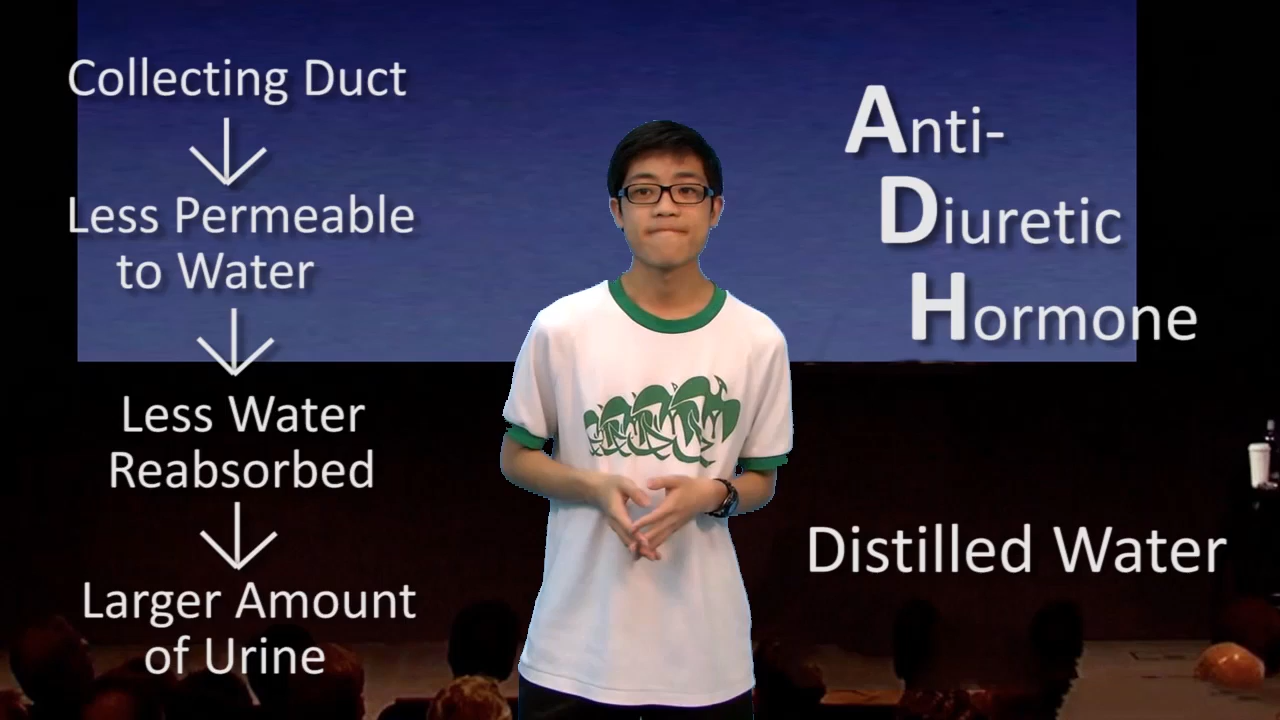 Collecting Duct
Less Permeable
to Water
Less Water
Reabsorbed
Larger Amount
of Urine
Anti-
Diuretic
Hormone
Distilled Water